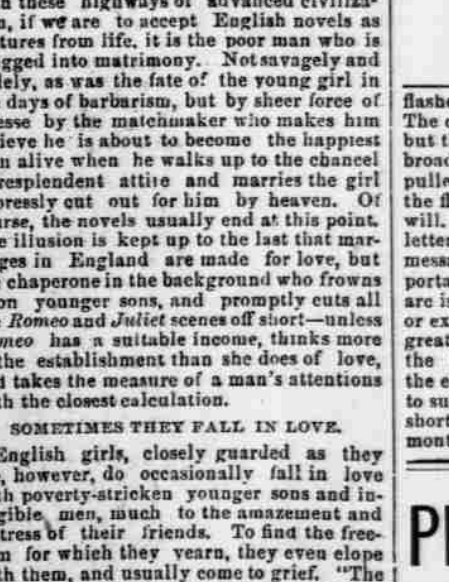 n these highways of advanced civiliza-
n, if we are to accept English novels as
tures from life, it is the poor man who is
gged into matrimony. Not savagely and
lely, as was the fate of the young girl in
days of barbarism, but by sheer force of
esse by the matchmaker who makes him
ieve he is about to become the happiest
n alive when he walks up to the chancel
resplendent attire and marries the girl
pressly cut out for him by heaven. Of
urse, the novels usually end at this point.
e illusion is kept up to the last that mar-
ges in England are made for love, but
chaperone in the background who frowns
on younger sons, and promptly cuts all
Romeo and Juliet scenes off short—unless
meo has a suitable income, thinks more
the establishment than she does of love,
d takes the measure of a man's attentions
th the closest calculation.
SOMETIMES THEY FALL IN LOVE.
English girls, closely guarded as they
, however, do occasionally fall in love
h poverty-stricken younger sons and in-
gible men, much to the amazement and
tress of their friends. To find the free-
m for which they yearn, they even elope
th them, and usually come to grief. "The
flashe
The
but t
broad
pulle
the fl
will.
letter
messa
porta
are i
or ex
great
the
the e
to su
short
mont